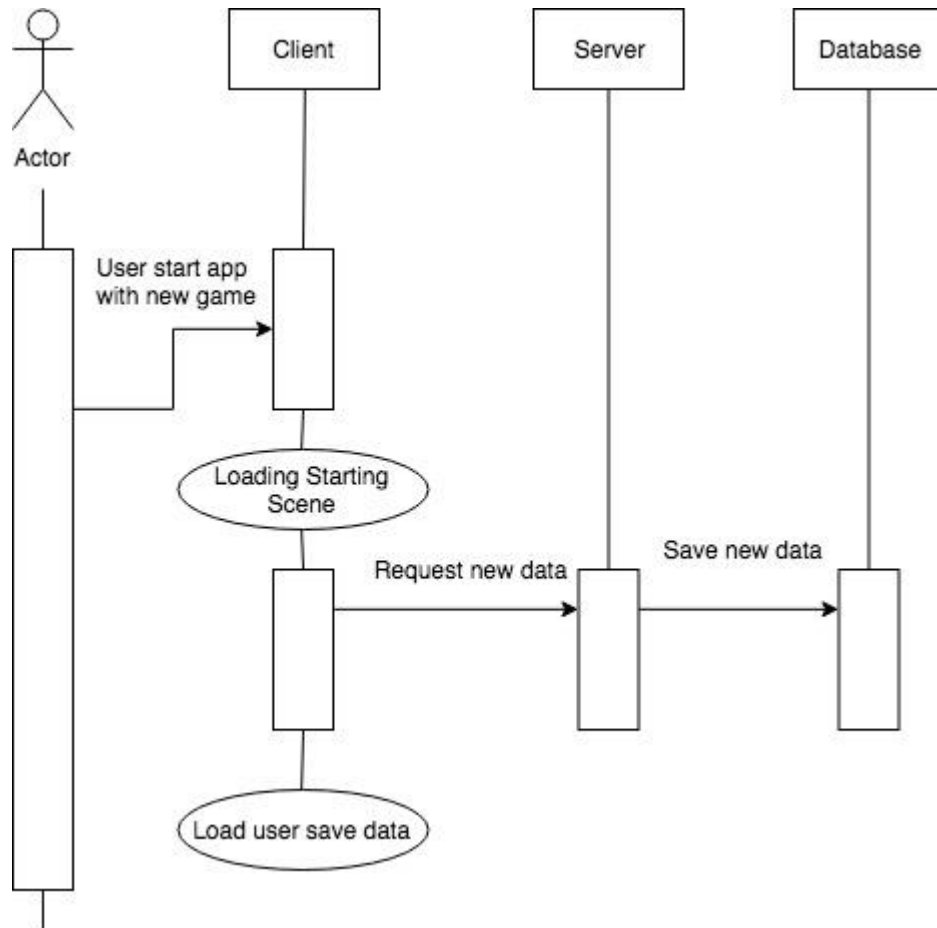 Client
Server
Database
Actor
User start app
with new game
Loading Starting
Scene
Request new data
Save new data
Load user save data